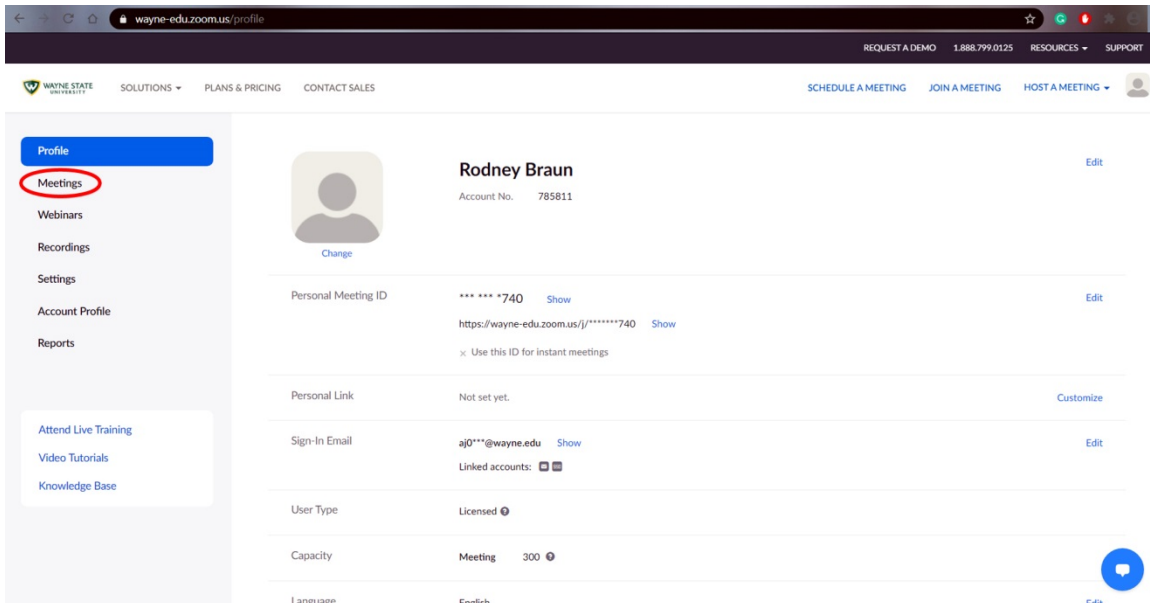 wayne-edu.zoom.us/profile
REQUEST A DEMO 1.888.799.0125 RESOURCES SUPPORT
WAYNE STATE
UNIVERSITY
SOLUTIONS PLANS & PRICING CONTACT SALES SCHEDULE A MEETING JOIN A MEETING HOST A MEETING
Profile
Meetings
Webinars
Recordings
Settings
Account Profile
Reports
Attend Live Training
Video Tutorials
Knowledge Base
Change
Rodney Braun Edit
Account No. 785811
Personal Meeting ID *** *** *740 Show Edit
https://wayne-edu.zoom.us/j/*******740 Show
× Use this ID for instant meetings
Personal Link Not set yet. Customize
Sign-In Email aj0***@wayne.edu Show Edit
Linked accounts:
User Type Licensed
Capacity Meeting 300
Language English Edit